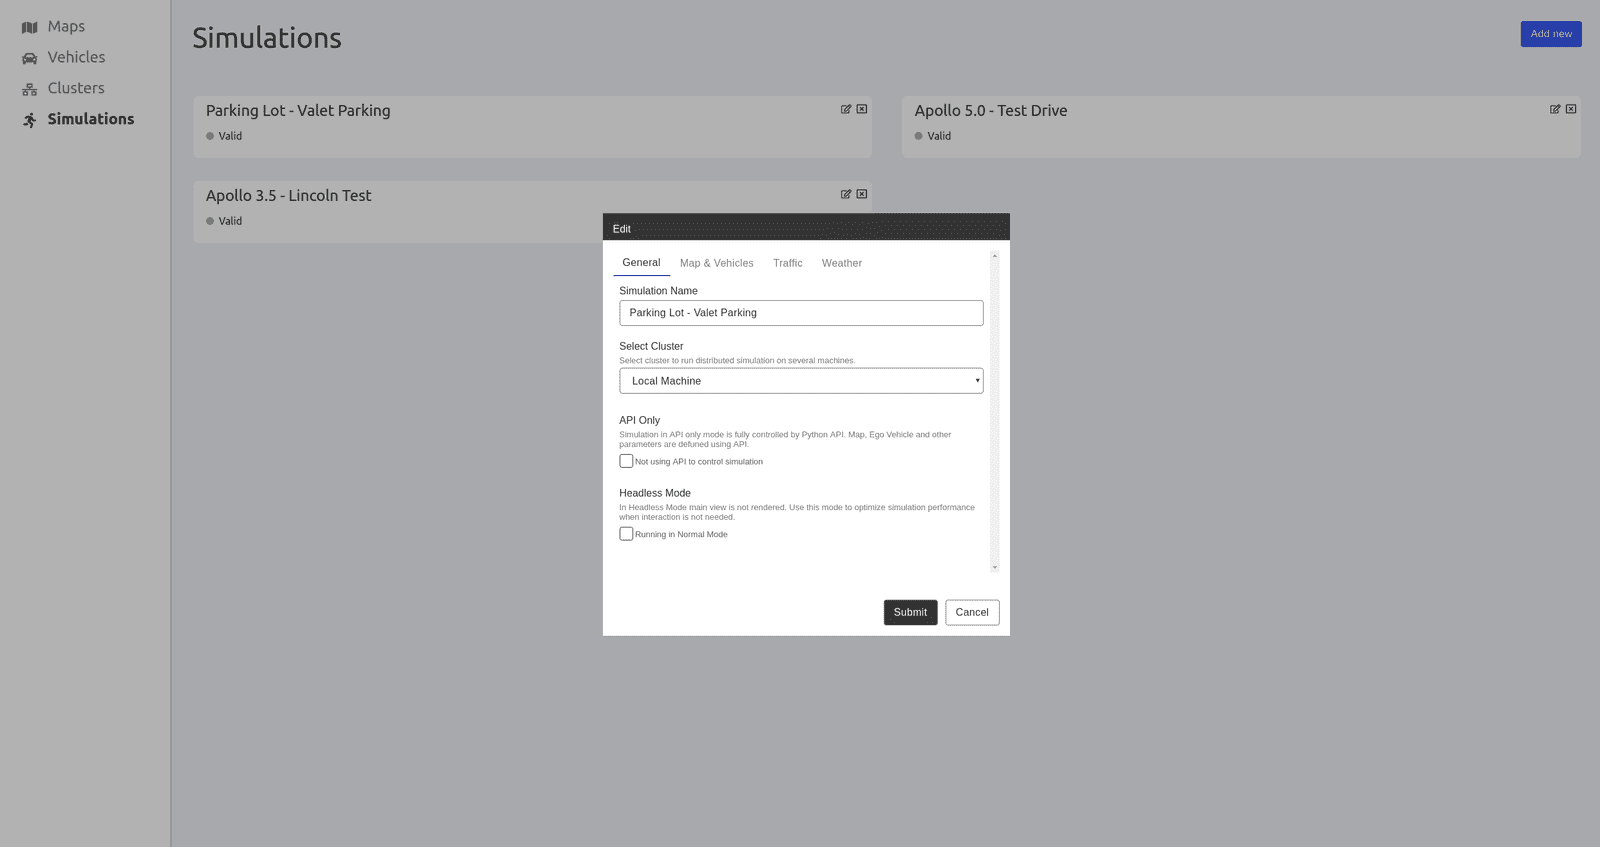 Maps
Vehicles
Clusters
Simulations
Simulations
Add new
Parking Lot - Valet Parking
Valid
Apollo 5.0 - Test Drive
Valid
Apollo 3.5 - Lincoln Test
Valid
Edit
General Map & Vehicles Traffic Weather
Simulation Name
Parking Lot - Valet Parking
Select Cluster
Select cluster to run distributed simulation on several machines.
Local Machine
API Only
Simulation in API only mode is fully controlled by Python API. Map, Ego Vehicle and other
parameters are defuned using API.
Not using API to control simulation
Headless Mode
In Headless Mode main view is not rendered. Use this mode to optimize simulation performance
when interaction is not needed.
Running in Normal Mode
Submit Cancel